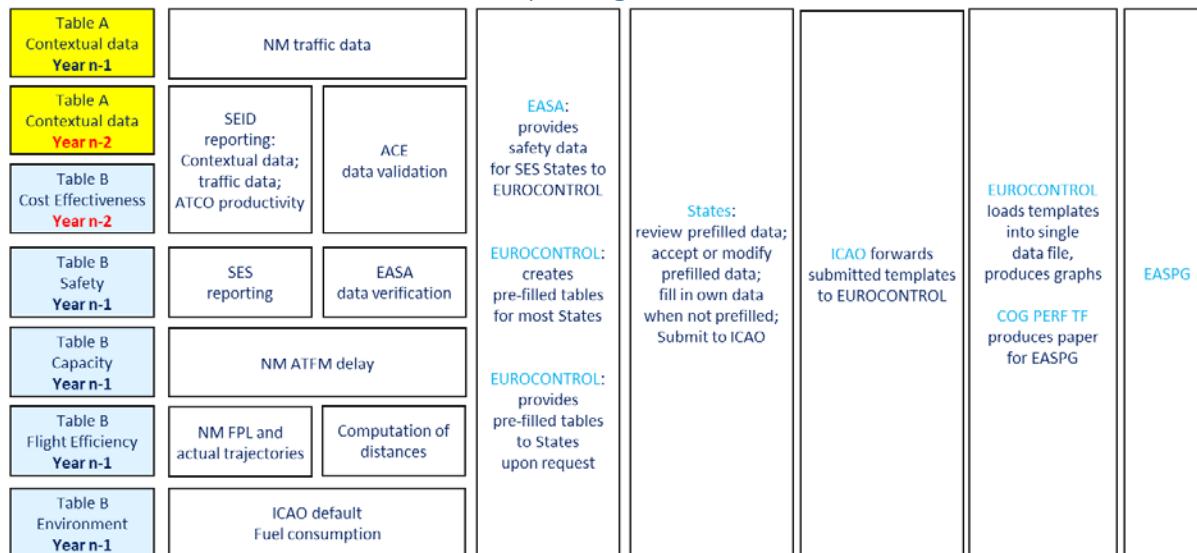 Table A
Contextual data
Year n-1
NM traffic data
Table A
Contextual data
Year n-2
SEID
reporting:
Contextual data;
traffic data;
ATCO productivity
ACE
data validation
Table B
Cost Effectiveness
Year n-2
Table B
Safety
Year n-1
SES
reporting
EASA
data verification
Table B
Capacity
Year n-1
NM ATFM delay
Table B
Flight Efficiency
Year n-1
NM FPL and
actual trajectories
Computation of
distances
Table B
Environment
Year n-1
ICAO default
Fuel consumption
EASA:
provides
safety data
for SES States to
EUROCONTROL
EUROCONTROL:
creates
pre-filled tables
for most States
EUROCONTROL:
provides
pre-filled tables
to States
upon request
States:
review prefilled data;
accept or modify
prefilled data;
fill in own data
when not prefilled;
Submit to ICAO
ICAO forwards
submitted templates
to EUROCONTROL
EUROCONTROL
loads templates
into single
data file,
produces graphs
COG PERF TF
produces paper
for EASPG
EASPG